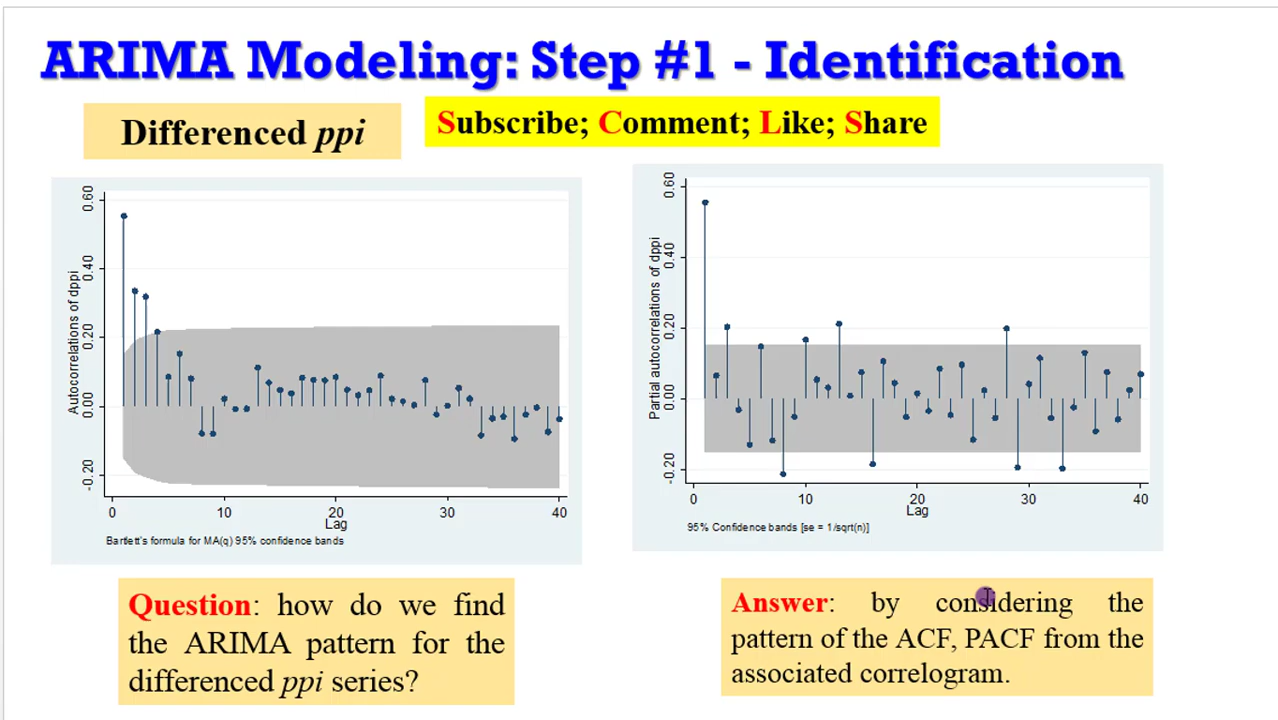 ARIMA Modeling: Step #1 - Identification
Differenced ppi
Subscribe; Comment; Like; Share
Autocorrelations of dppi
0.60
0.40
0.20
0.00
-0.20
0
10
20
30
40
Lag
Bartlett's formula for MA(q) 95% confidence bands
Partial autocorrelations of dppi
0.60
0.40
0.20
0.00
-0.20
0
10
20
30
40
Lag
95% Confidence bands [se = 1/sqrt(n)]
Question: how do we find
the ARIMA pattern for the
differenced ppi series?
Answer: by considering the
pattern of the ACF, PACF from the
associated correlogram.